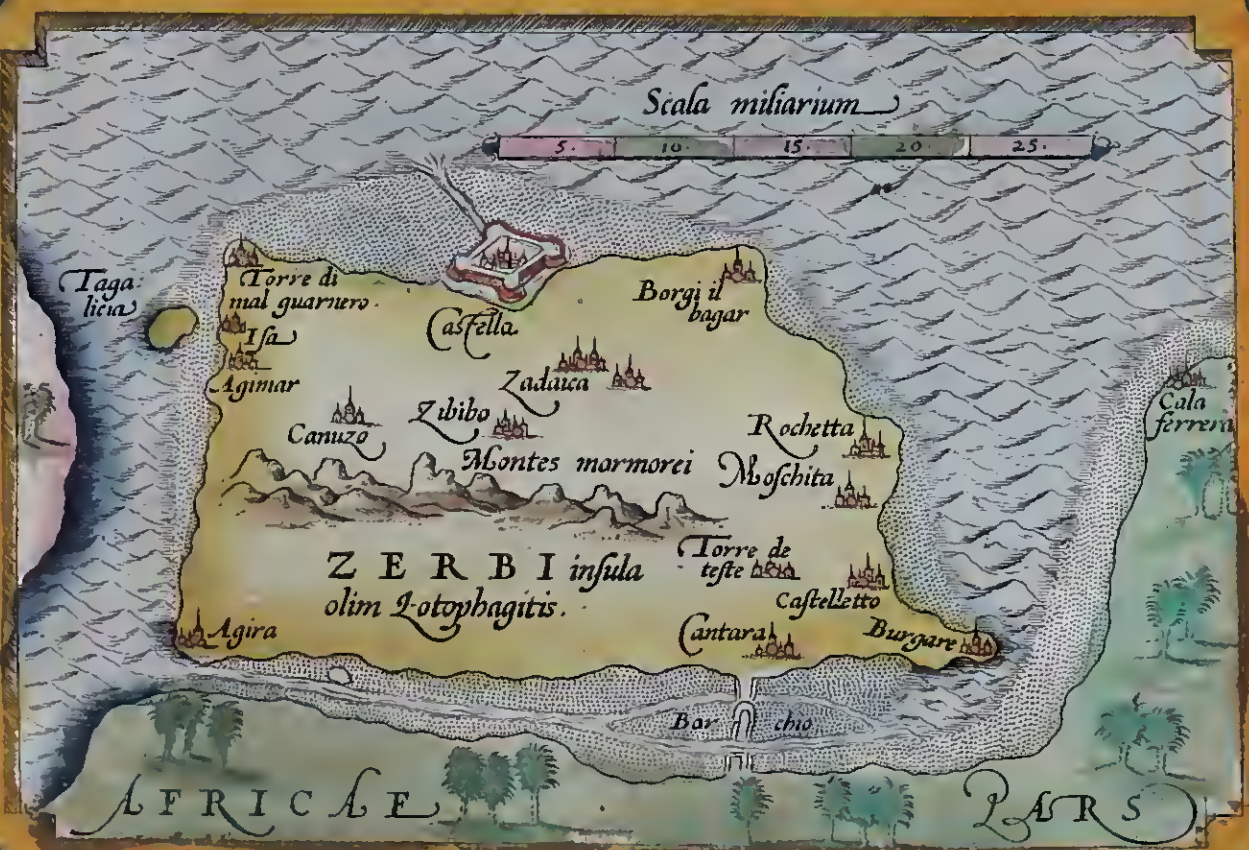 Scala miliarium
5. 10. 15. 20. 25.
Taga:
licia
Torre di
mal guarnero.
Isa
Agimar
Castella.
Borgi il
bagar
Zadaica
Canuzo
Zibibo
Montes marmorei
Rochetta
Moschita
Cala
ferreria
ZERBI insula
olim Lotophagitis.
Torre de
teste
Castelletto
Agira
Cantara
Burgare
Bar chio
AFRICAE PARS